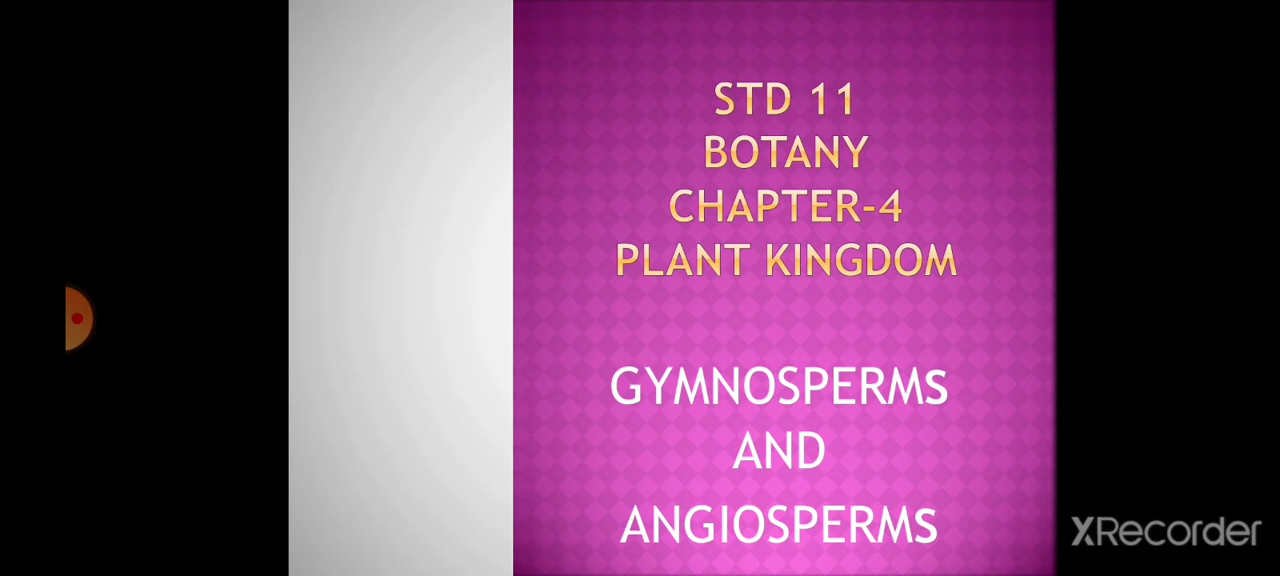 STD 11
BOTANY
CHAPTER-4
PLANT KINGDOM
GYMNOSPERMS
AND
ANGIOSPERMS
XRecorder